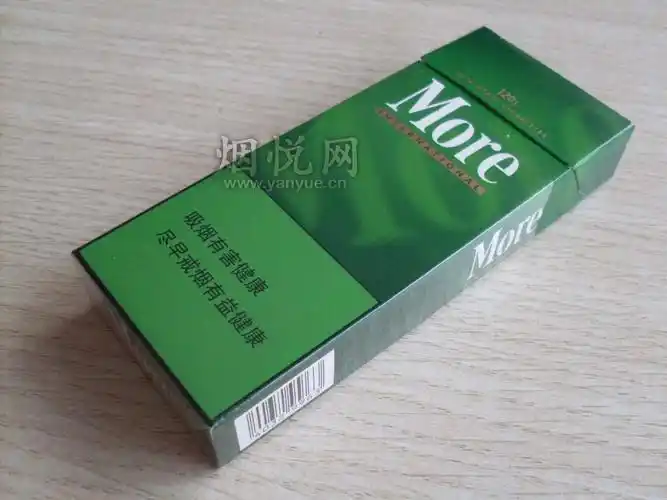 120s
More
INTERNATIONAL
More
烟悦网
www.yanyue.cn
吸烟有害健康
尽早戒烟有益健康